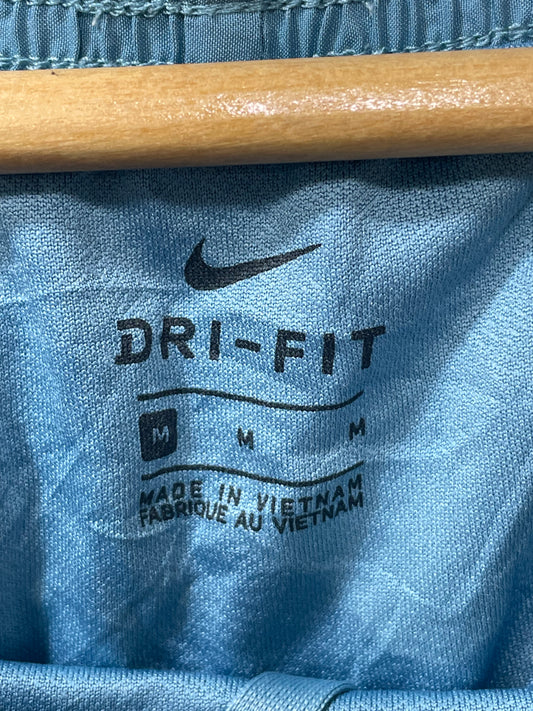 DRI-FIT
M M M
MADE IN VIETNAM
FABRIQUE AU VIETNAM